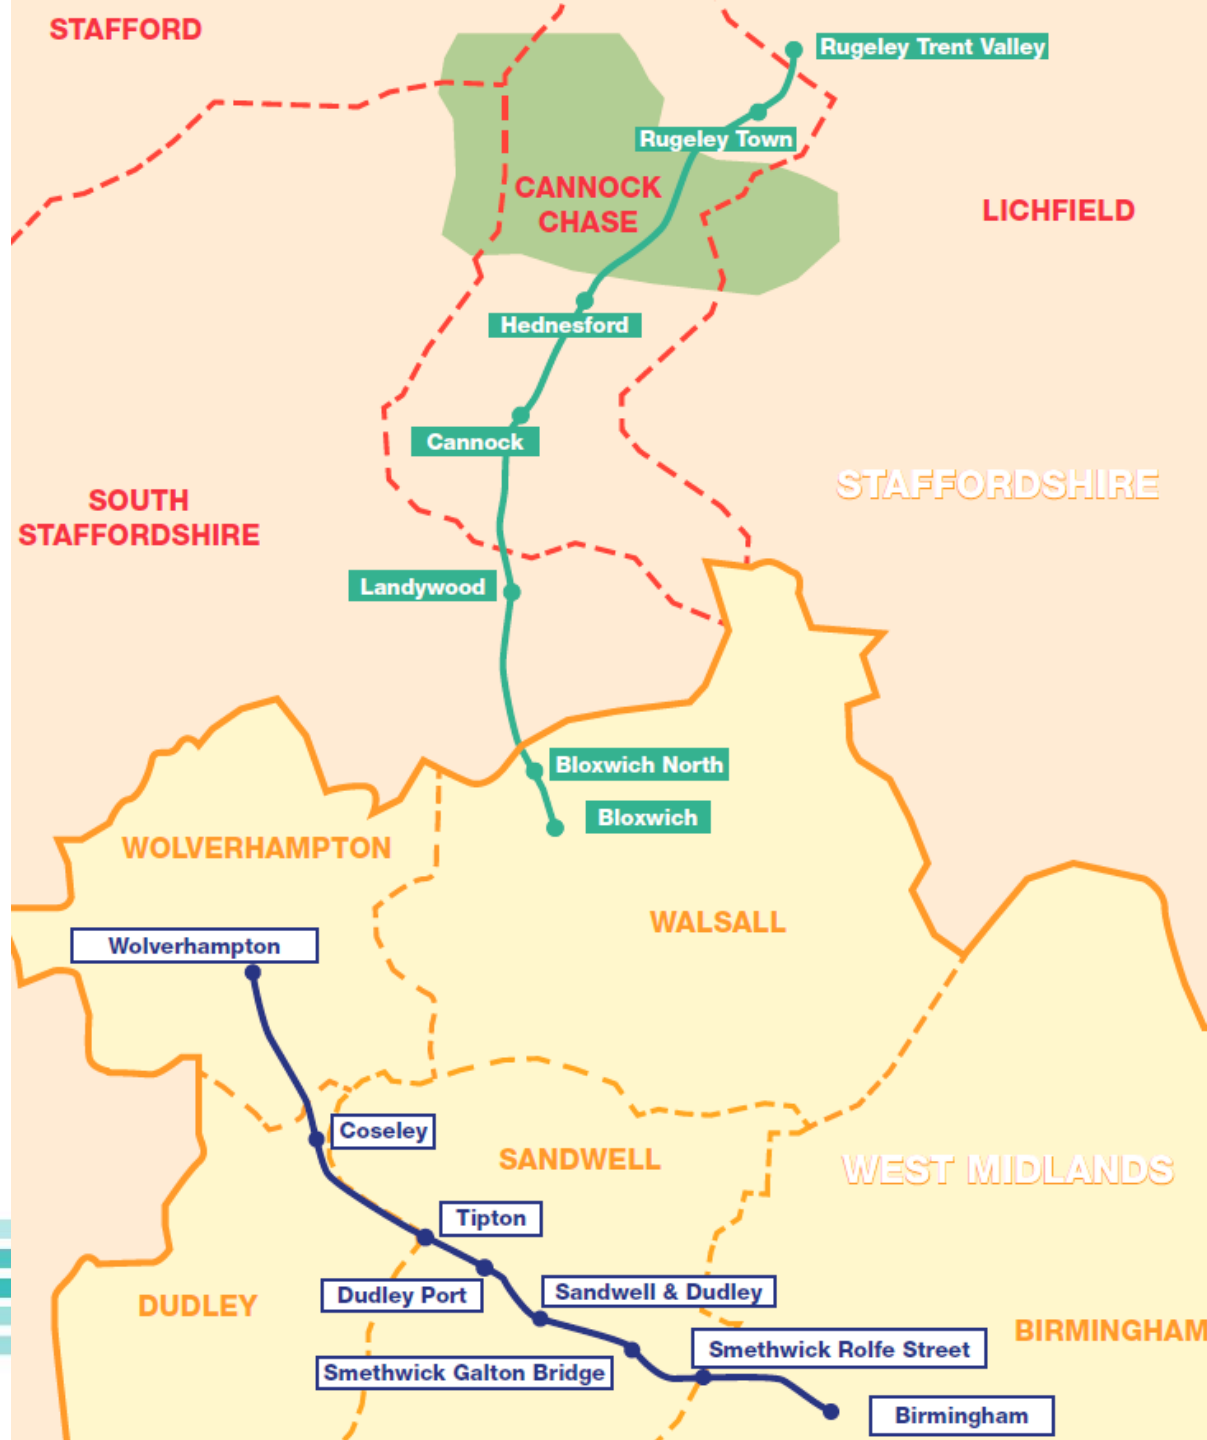 STAFFORD
Rugeley Trent Valley
Rugeley Town
CANNOCK
CHASE
LICHFIELD
Hednesford
Cannock
STAFFORDSHIRE
SOUTH
STAFFORDSHIRE
Landywood
Bloxwich North
Bloxwich
WOLVERHAMPTON
WALSALL
Wolverhampton
Coseley
SANDWELL
WEST MIDLANDS
Tipton
Dudley Port
Sandwell & Dudley
DUDLEY
BIRMINGHAM
Smethwick Rolfe Street
Smethwick Galton Bridge
Birmingham